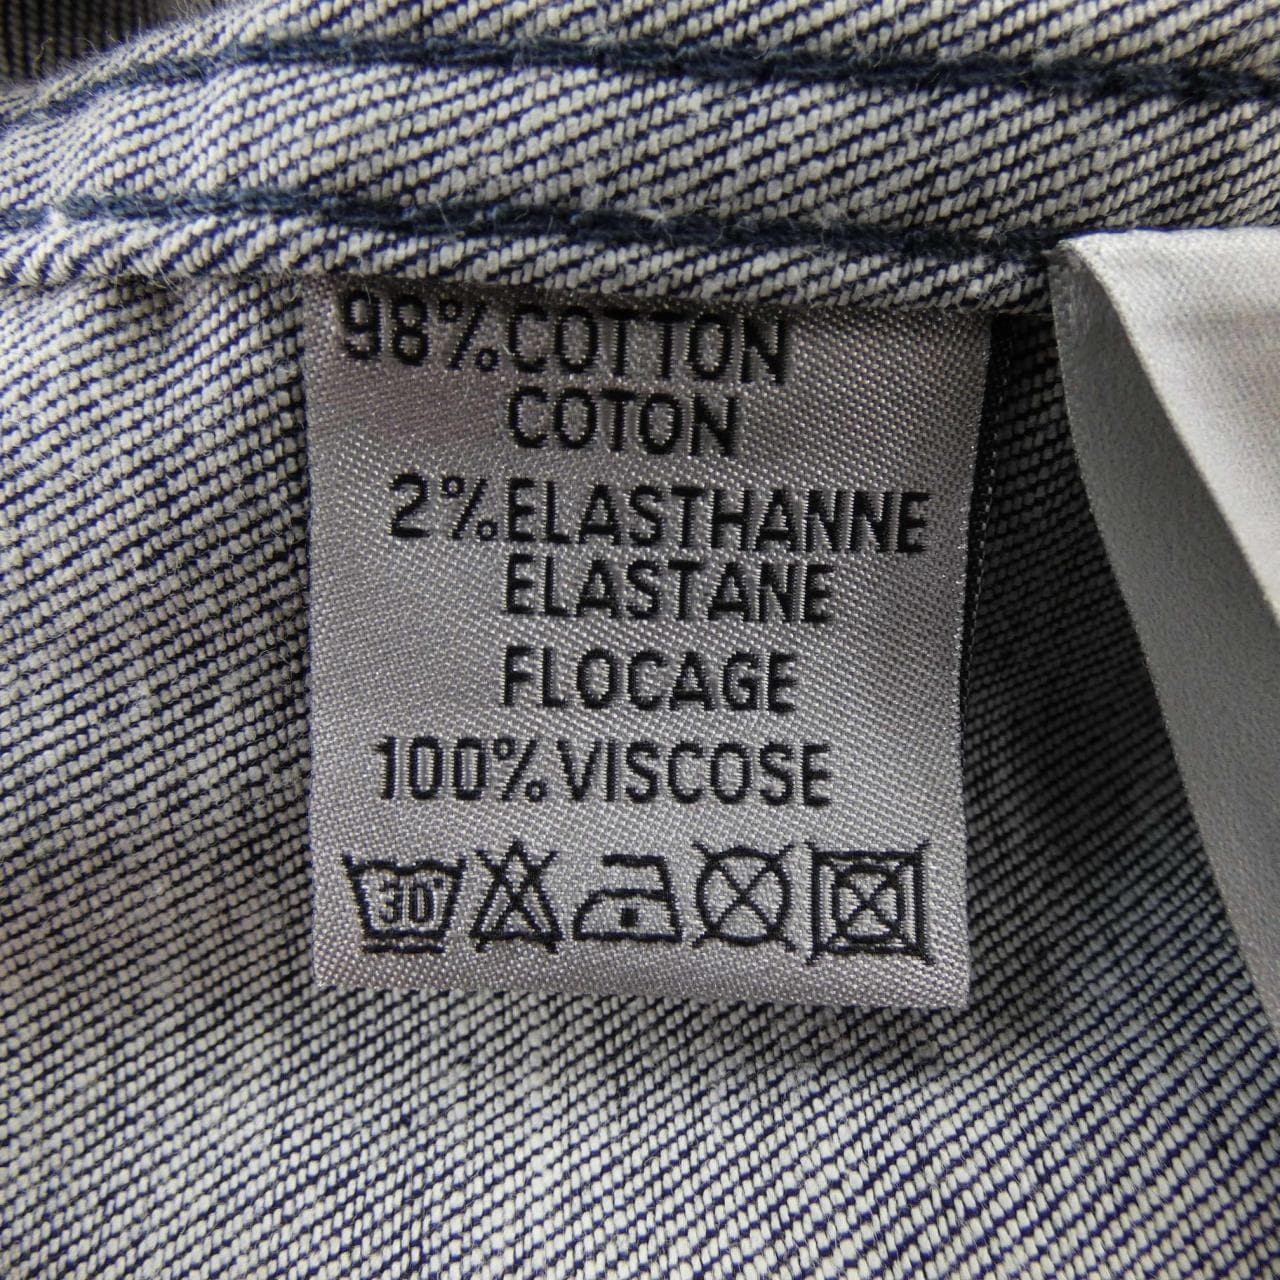 98% COTTON
COTON
2% ELASTHANNE
ELASTANE
FLOCAGE
100% VISCOSE
30°